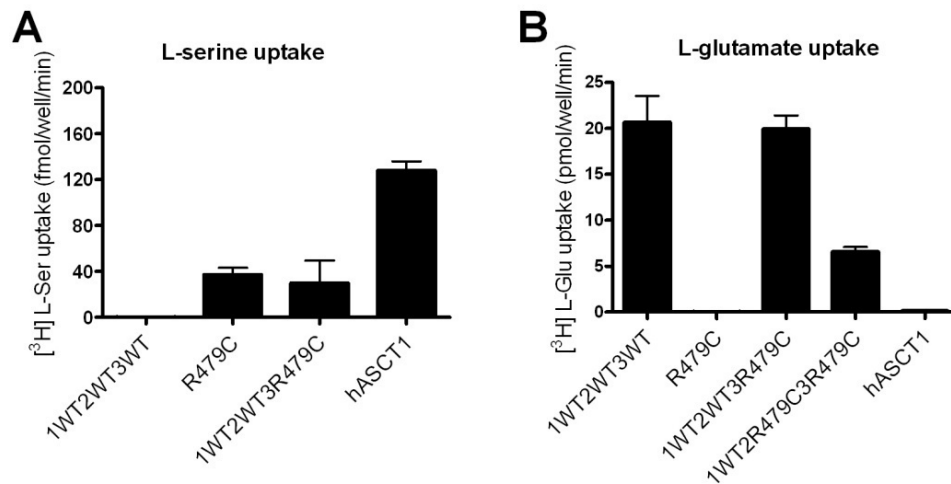 A
L-serine uptake
[³H] L-Ser uptake (fmol/well/min)
200
160
120
80
40
0
1WT2WT3WT
R479C
1WT2WT3R479C
hASCT1
B
L-glutamate uptake
[³H] L-Glu uptake (pmol/well/min)
25
20
15
10
5
0
1WT2WT3WT
R479C
1WT2WT3R479C
1WT2R479C3R479C
hASCT1